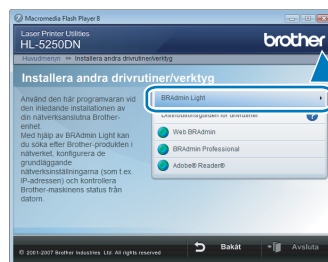 Macromedia Flash Player 8
Laser Printer Utilities
HL-5250DN
brother
Huvudmenyn Installera andra drivrutiner/verktyg
Installera andra drivrutiner/verktyg
Använd den här programvaran vid
den inledande installationen av
din nätverksanslutna Brother-
enhet.
Med hjälp av BRAdmin Light kan
du söka efter Brother-produkten i
nätverket, konfigurera de
grundläggande
nätverksinställningarna (som t.ex.
IP-adressen) och kontrollera
Brother-maskinens status från
datorn.
BRAdmin Light
Distributionsguiden för drivrutiner
Web BRAdmin
BRAdmin Professional
Adobe® Reader®
© 2001-2007 Brother Industries Ltd. All rights reserved
Bakåt
Avsluta